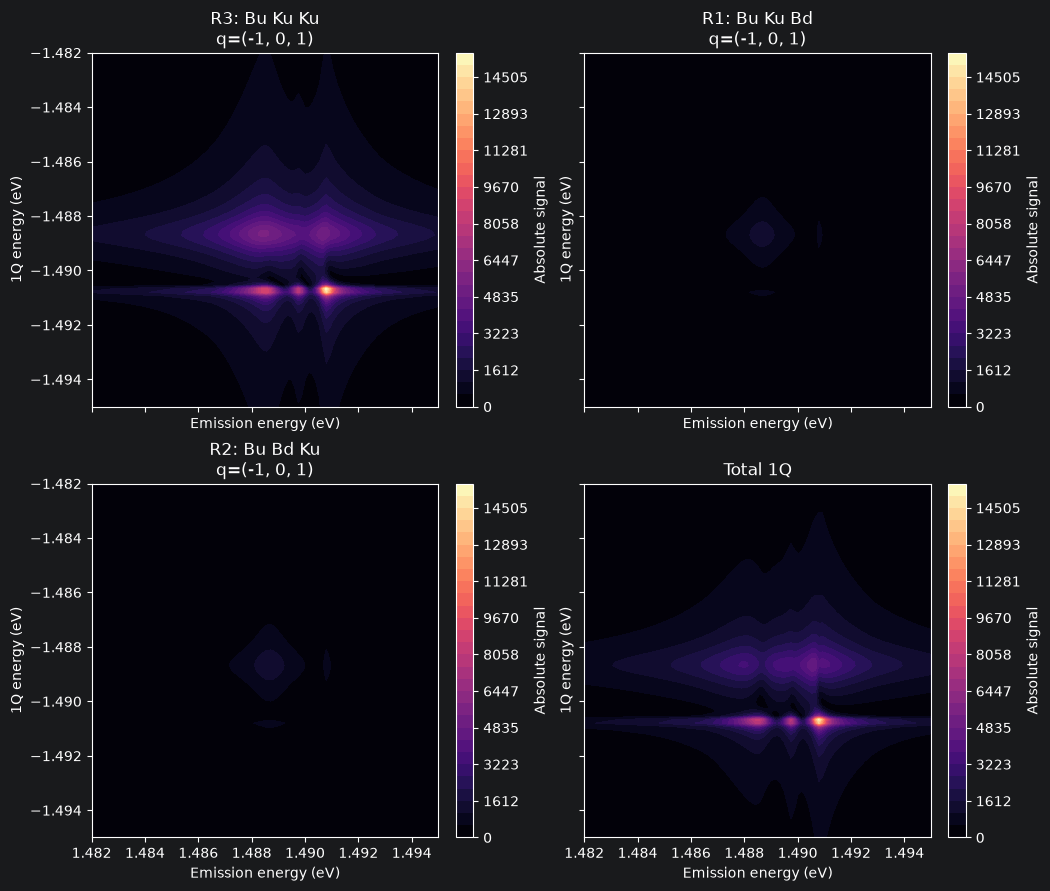 R3: Bu Ku Ku
q=(-1, 0, 1)
R1: Bu Ku Bd
q=(-1, 0, 1)
1Q energy (eV)
−1.482
−1.484
−1.486
−1.488
−1.490
−1.492
−1.494
Emission energy (eV)
14505
12893
11281
9670
8058
6447
4835
3223
1612
0
Absolute signal
1Q energy (eV)
Emission energy (eV)
14505
12893
11281
9670
8058
6447
4835
3223
1612
0
Absolute signal
R2: Bu Bd Ku
q=(-1, 0, 1)
Total 1Q
1Q energy (eV)
−1.482
−1.484
−1.486
−1.488
−1.490
−1.492
−1.494
1.482 1.484 1.486 1.488 1.490 1.492 1.494
Emission energy (eV)
14505
12893
11281
9670
8058
6447
4835
3223
1612
0
Absolute signal
1Q energy (eV)
1.482 1.484 1.486 1.488 1.490 1.492 1.494
Emission energy (eV)
14505
12893
11281
9670
8058
6447
4835
3223
1612
0
Absolute signal